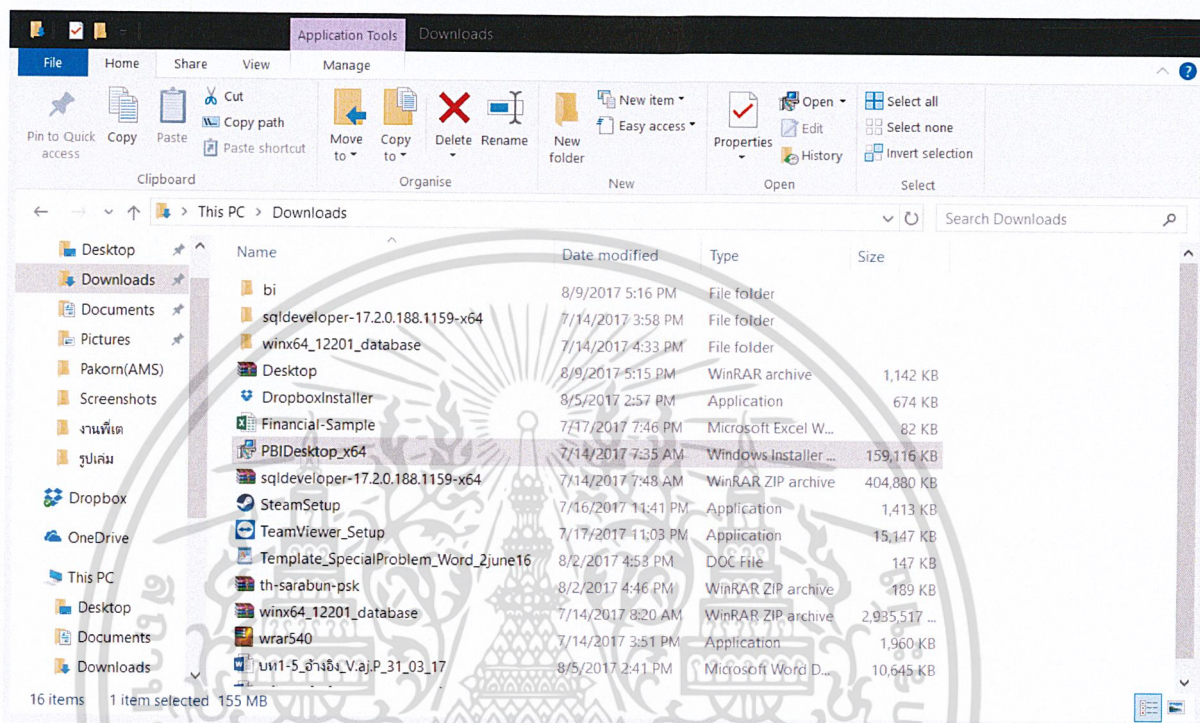 Application Tools Downloads
File Home Share View Manage
Pin to Quick access Copy Paste Cut Copy path Paste shortcut
Move to Copy to Delete Rename
New folder New item Easy access
Properties Open Edit History
Select all Select none Invert selection
Clipboard Organise New Open Select
This PC > Downloads Search Downloads
Name Date modified Type Size
Desktop
Downloads
Documents
Pictures
Pakorn(AMS)
Screenshots
งานพี่เต
รูปเล่ม
Dropbox
OneDrive
This PC
Desktop
Documents
Downloads
bi 8/9/2017 5:16 PM File folder
sqldeveloper-17.2.0.188.1159-x64 7/14/2017 3:58 PM File folder
winx64_12201_database 7/14/2017 4:33 PM File folder
Desktop 8/9/2017 5:15 PM WinRAR archive 1,142 KB
DropboxInstaller 8/5/2017 2:57 PM Application 674 KB
Financial-Sample 7/17/2017 7:46 PM Microsoft Excel W... 82 KB
PBIDesktop_x64 7/14/2017 7:35 AM Windows Installer ... 159,116 KB
sqldeveloper-17.2.0.188.1159-x64 7/14/2017 7:48 AM WinRAR ZIP archive 404,880 KB
SteamSetup 7/16/2017 11:41 PM Application 1,413 KB
TeamViewer_Setup 7/17/2017 11:03 PM Application 15,147 KB
Template_SpecialProblem_Word_2june16 8/2/2017 4:53 PM DOC File 147 KB
th-sarabun-psk 8/2/2017 4:46 PM WinRAR ZIP archive 189 KB
winx64_12201_database 7/14/2017 8:20 AM WinRAR ZIP archive 2,935,517 ...
wrar540 7/14/2017 3:51 PM Application 1,960 KB
บท1-5_อ้างอิง_V.aj.P_31_03_17 8/5/2017 2:41 PM Microsoft Word D... 10,645 KB
16 items 1 item selected 155 MB